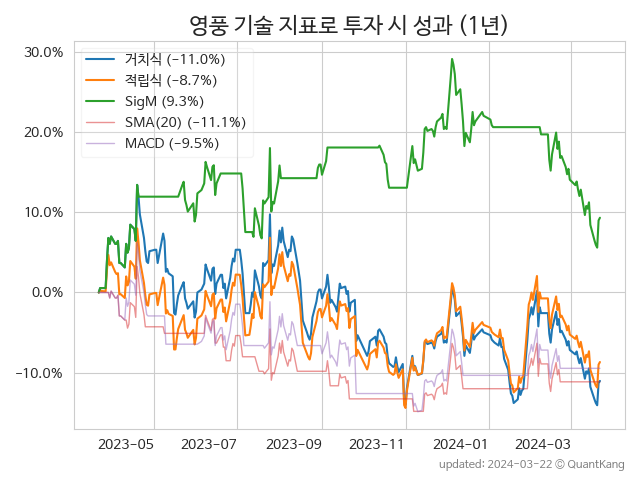 영풍 기술 지표로 투자 시 성과 (1년)
거치식 (−11.0%)
적립식 (−8.7%)
SigM (9.3%)
SMA(20) (−11.1%)
MACD (−9.5%)
30.0%
20.0%
10.0%
0.0%
−10.0%
2023-05 2023-07 2023-09 2023-11 2024-01 2024-03
updated: 2024-03-22 © QuantKang